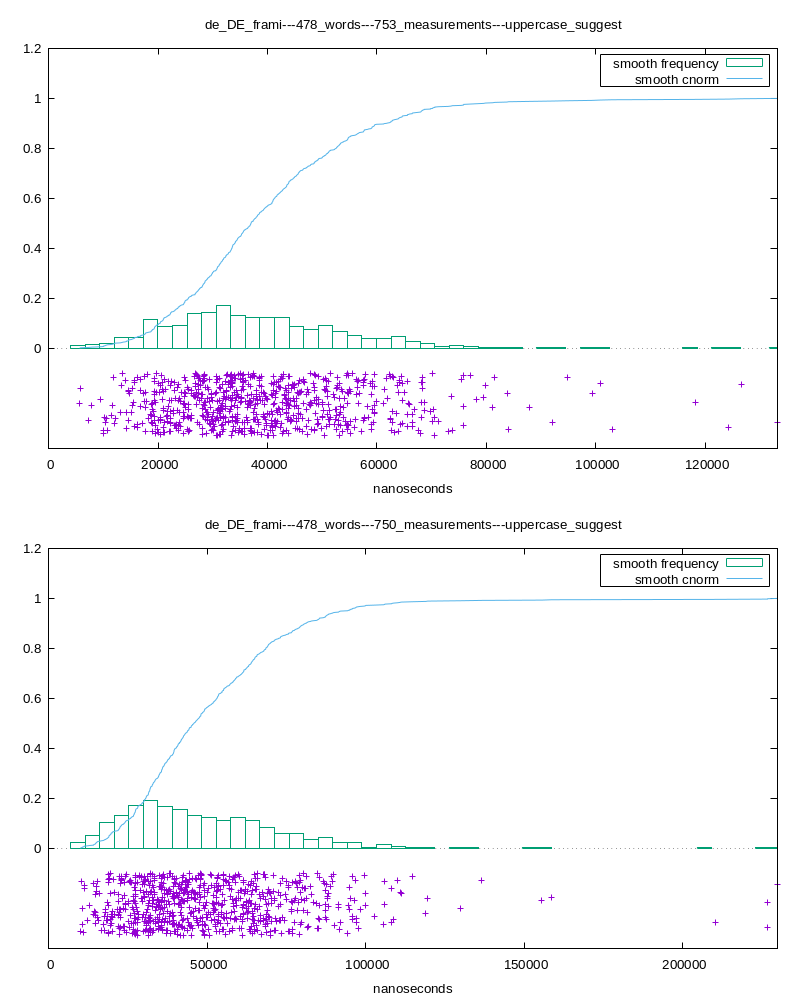 de_DE_frami---478_words---753_measurements---uppercase_suggest
1.2
smooth frequency
smooth cnorm
1
0.8
0.6
0.4
0.2
0
0 20000 40000 60000 80000 100000 120000
nanoseconds
de_DE_frami---478_words---750_measurements---uppercase_suggest
1.2
smooth frequency
smooth cnorm
1
0.8
0.6
0.4
0.2
0
0 50000 100000 150000 200000
nanoseconds